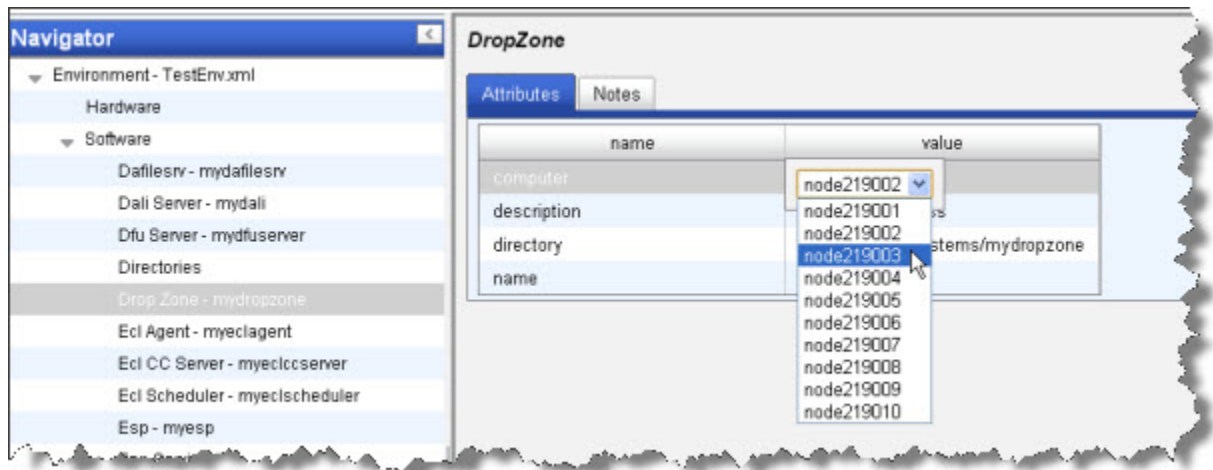 Navigator
Environment - TestEnv.xml
Hardware
Software
Dafilesrv - mydafilesrv
Dali Server - mydali
Dfu Server - mydfuserver
Directories
Drop Zone - mydropzone
Ecl Agent - myeclagent
Ecl CC Server - myeclccserver
Ecl Scheduler - myeclscheduler
Esp - myesp
DropZone
Attributes Notes
name value
computer node219002
description
directory stems/mydropzone
name
node219001
node219002
node219003
node219004
node219005
node219006
node219007
node219008
node219009
node219010